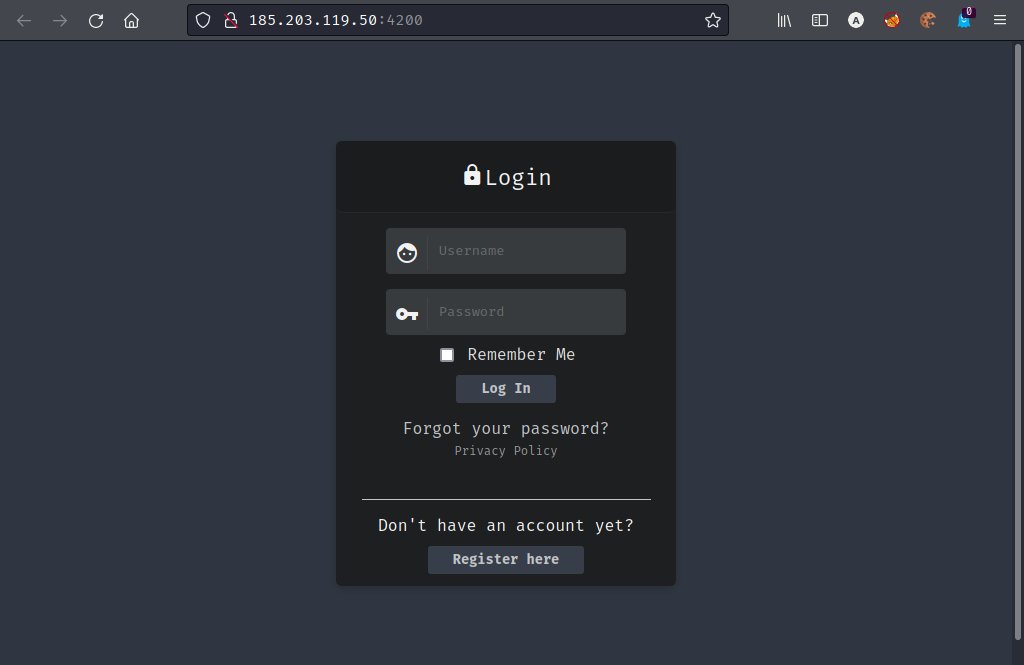 185.203.119.50:4200
A
0
Login
Username
Password
Remember Me
Log In
Forgot your password?
Privacy Policy
Don't have an account yet?
Register here